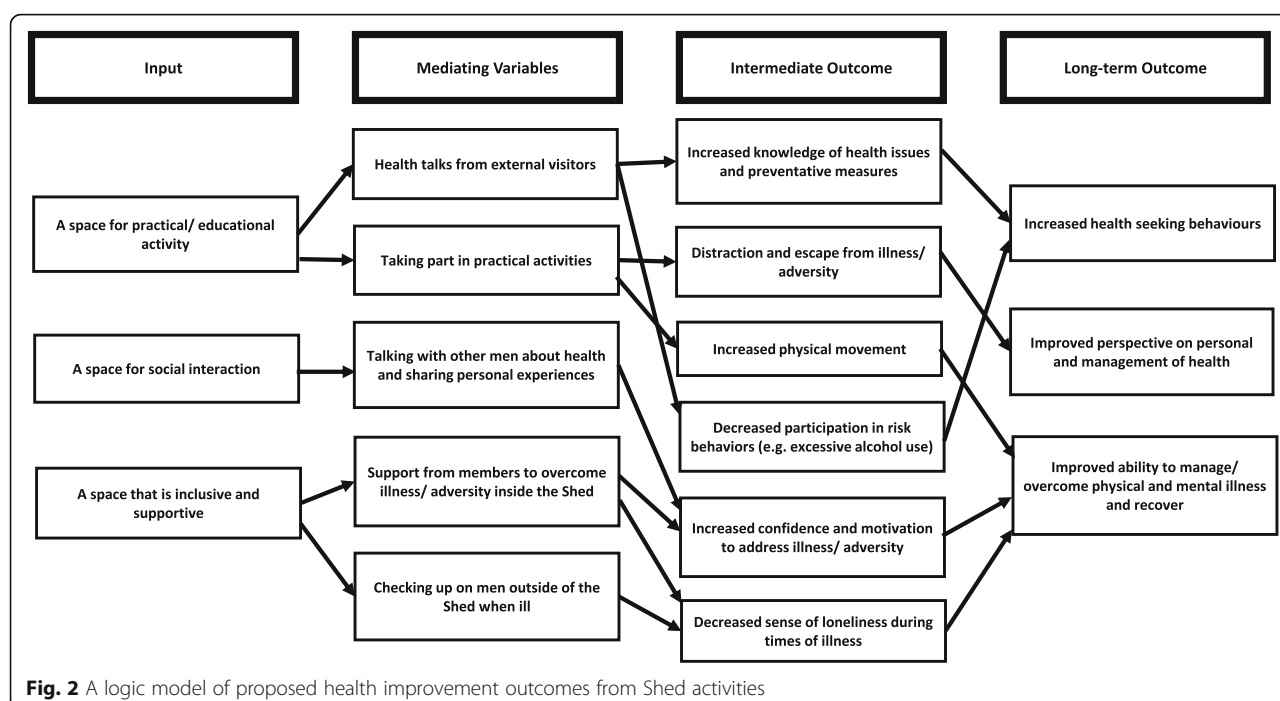 Input
Mediating Variables
Intermediate Outcome
Long-term Outcome
A space for practical/ educational
activity
A space for social interaction
A space that is inclusive and
supportive
Health talks from external visitors
Taking part in practical activities
Talking with other men about health
and sharing personal experiences
Support from members to overcome
illness/ adversity inside the Shed
Checking up on men outside of the
Shed when ill
Increased knowledge of health issues
and preventative measures
Distraction and escape from illness/
adversity
Increased physical movement
Decreased participation in risk
behaviors (e.g. excessive alcohol use)
Increased confidence and motivation
to address illness/ adversity
Decreased sense of loneliness during
times of illness
Increased health seeking behaviours
Improved perspective on personal
and management of health
Improved ability to manage/
overcome physical and mental illness
and recover
Fig. 2 A logic model of proposed health improvement outcomes from Shed activities